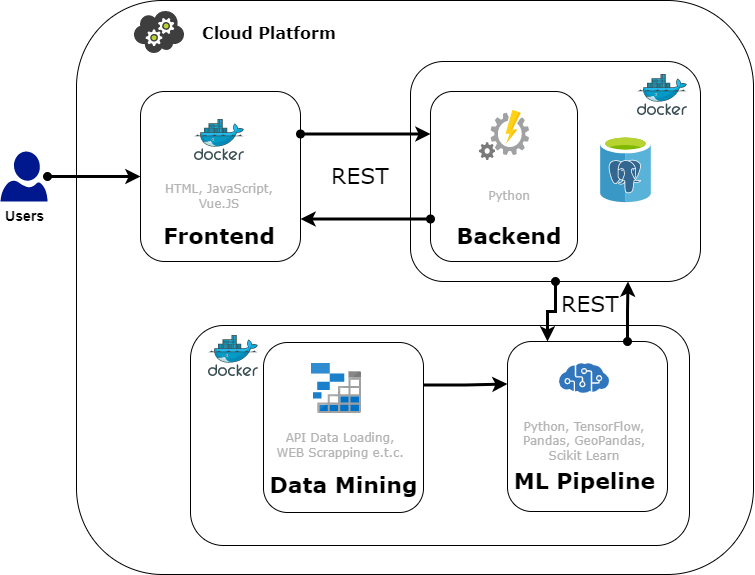 Cloud Platform
docker
docker
HTML, JavaScript,
Vue.JS
Frontend
REST
Python
Backend
Users
REST
docker
API Data Loading,
WEB Scrapping e.t.c.
Data Mining
Python, TensorFlow,
Pandas, GeoPandas,
Scikit Learn
ML Pipeline